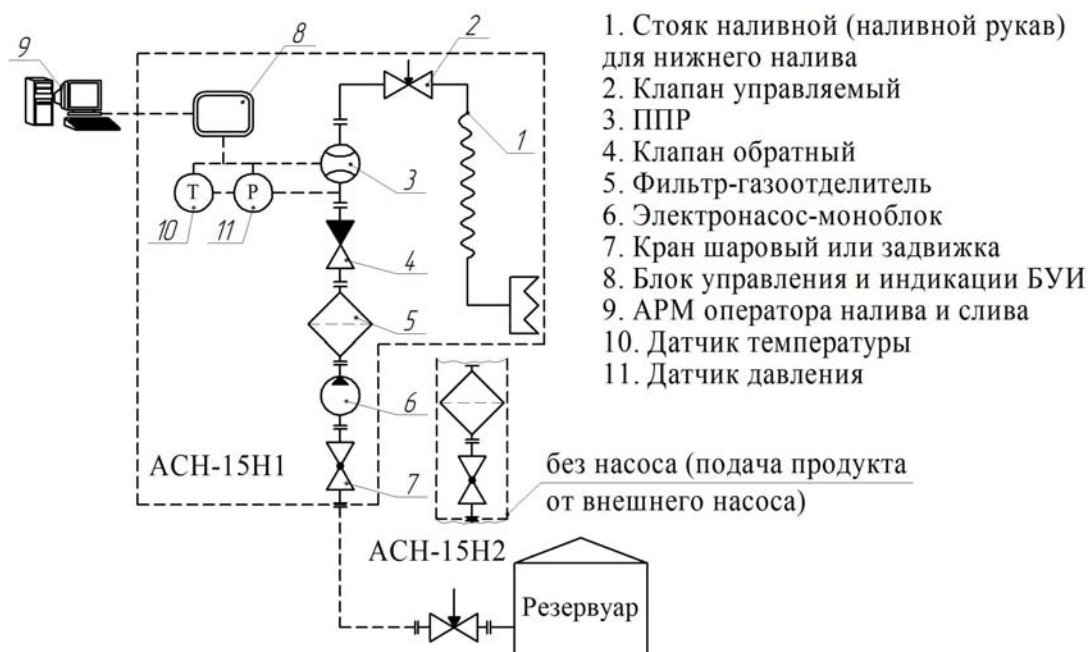 9
8
2
1
3
T
P
10
11
4
5
6
7
АСН-15Н1
АСН-15Н2
без насоса (подача продукта
от внешнего насоса)
Резервуар
1. Стояк наливной (наливной рукав)
для нижнего налива
2. Клапан управляемый
3. ППР
4. Клапан обратный
5. Фильтр-газоотделитель
6. Электронасос-моноблок
7. Кран шаровый или задвижка
8. Блок управления и индикации БУИ
9. АРМ оператора налива и слива
10. Датчик температуры
11. Датчик давления